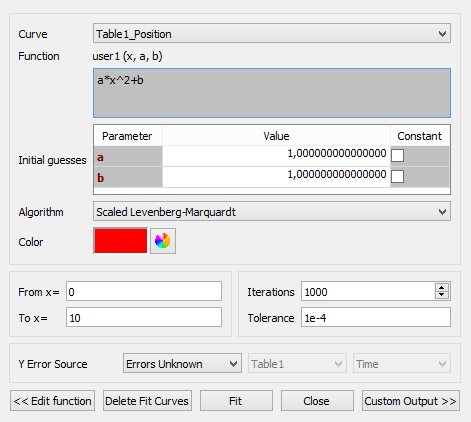 Curve Table1_Position
Function user1 (x, a, b)
a*x^2+b
Parameter Value Constant
Initial guesses
a 1,000000000000000
b 1,000000000000000
Algorithm Scaled Levenberg-Marquardt
Color
From x= 0
To x= 10
Iterations 1000
Tolerance 1e-4
Y Error Source Errors Unknown Table1 Time
<< Edit function Delete Fit Curves Fit Close Custom Output >>